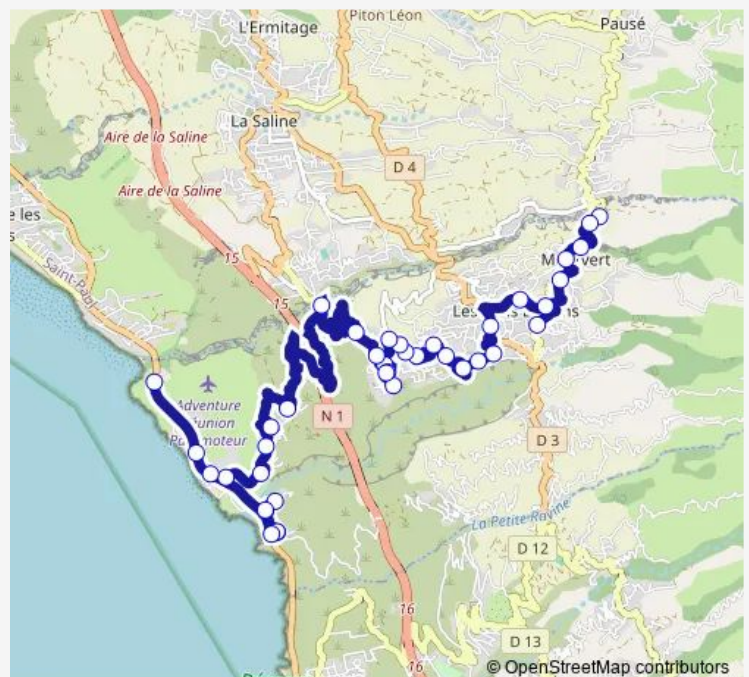 Pausé
Piton Léon
L'Ermitage
La Saline
Aire de la Saline
D 4
Aire de la Saline
15
Saint-Paul
15
N 1
Adventure
D 3
La Petite Ravine
D 12
16
D 13
16
© OpenStreetMap contributors